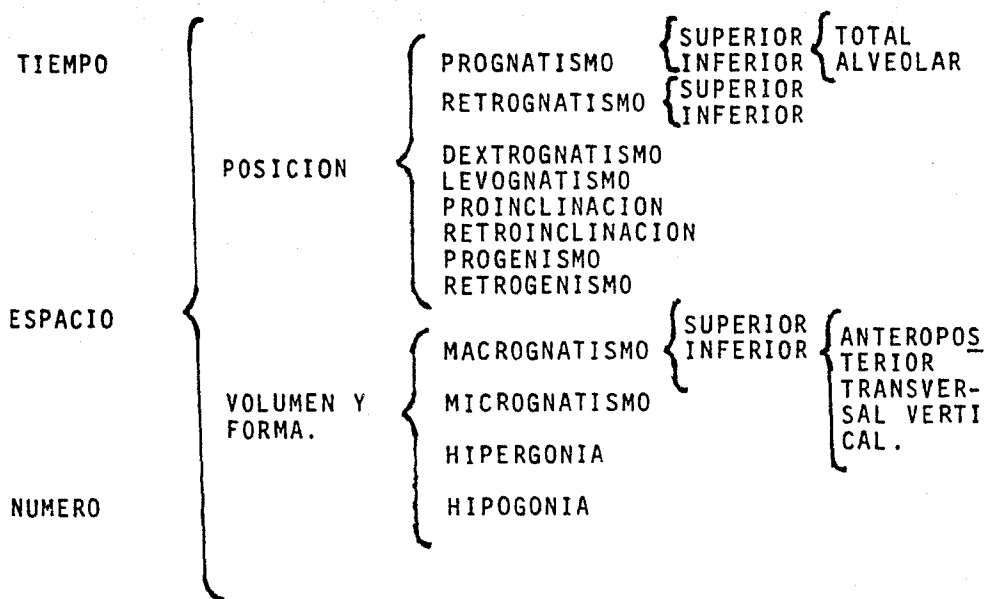 TIEMPO
PROGNATISMO
SUPERIOR
INFERIOR
TOTAL
ALVEOLAR
RETROGNATISMO
SUPERIOR
INFERIOR
POSICION
DEXTROGNATISMO
LEVOGNATISMO
PROINCLINACION
RETROINCLINACION
PROGENISMO
RETROGENISMO
ESPACIO
MACROGNATISMO
SUPERIOR
INFERIOR
ANTEROPOS
TERIOR
TRANSVER-
SAL VERTI
CAL.
VOLUMEN Y
FORMA.
MICROGNATISMO
HIPERGONIA
HIPOGONIA
NUMERO